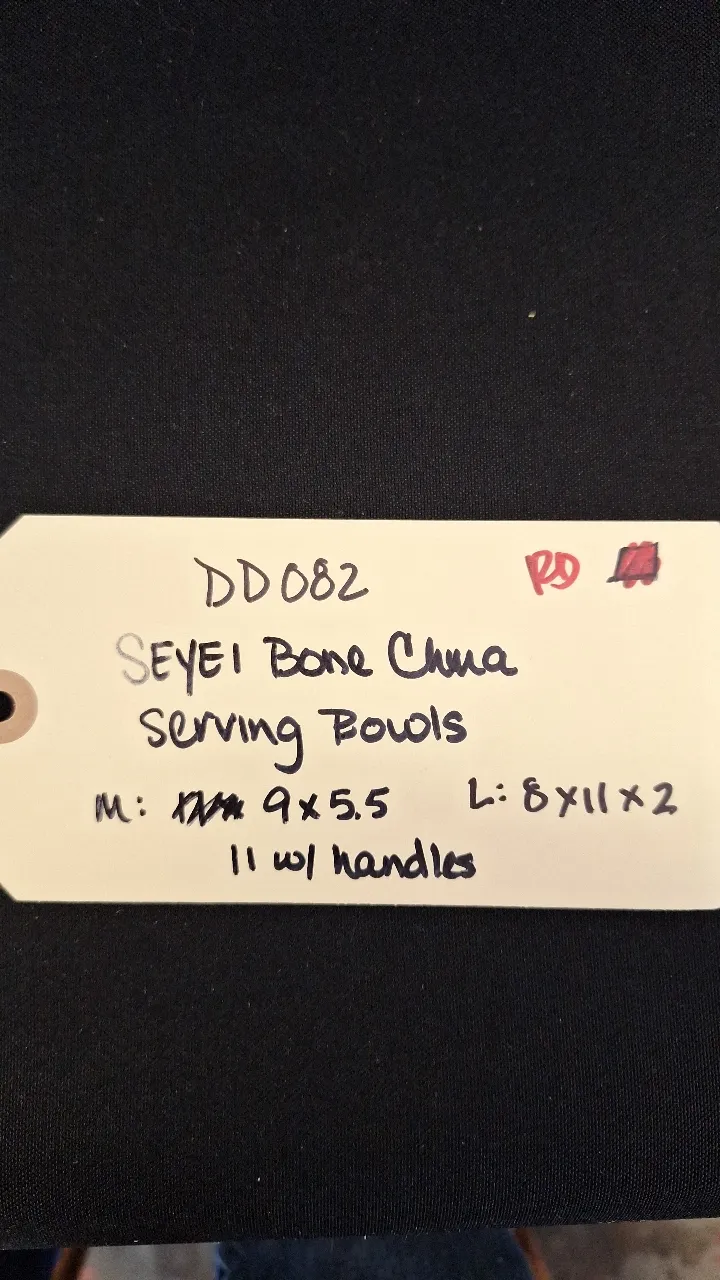 DD082 RD
SEYEI Bone China
Serving Bowls
M: 9x5.5 L: 8x11x2
11 w/ handles